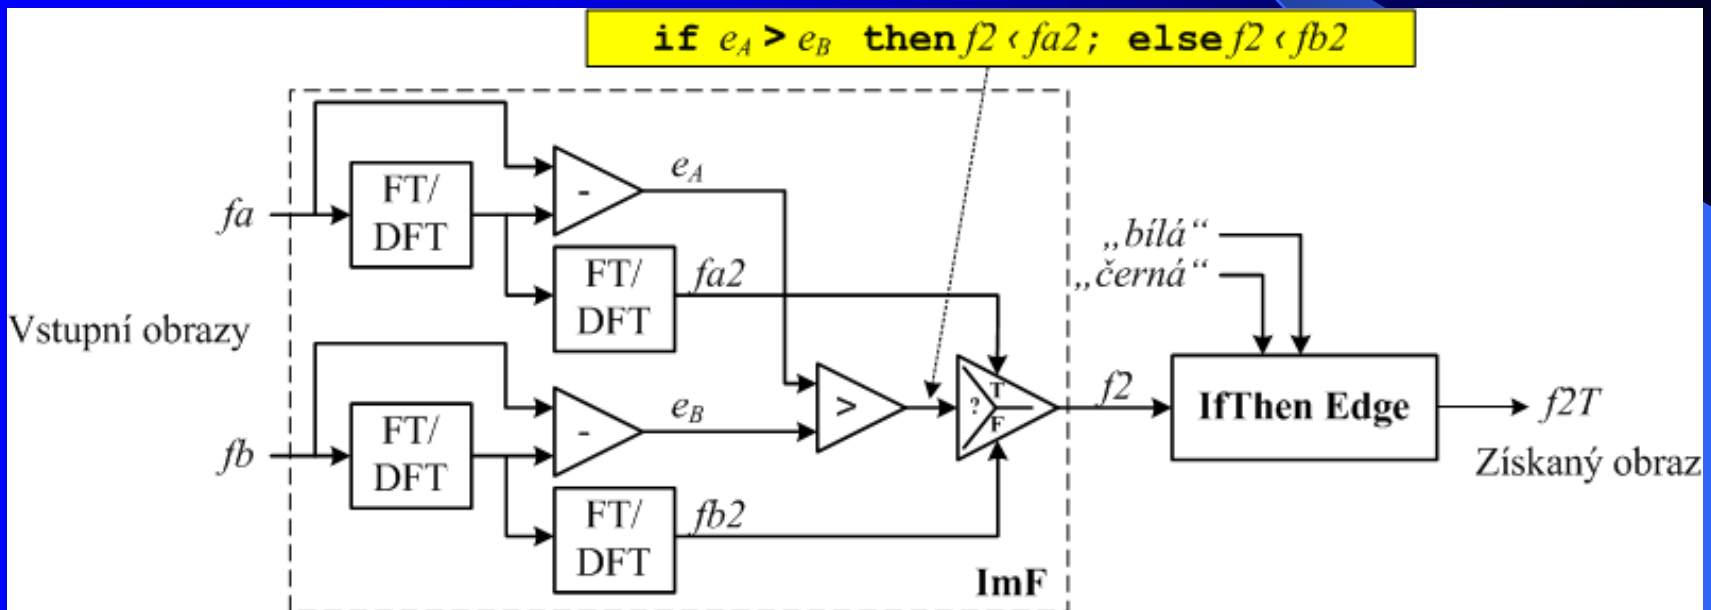 if eA > eB then f2 ‹ fa2; else f2 ‹ fb2
eA
-
FT/
DFT
fa
„bílá“
FT/
DFT
fa2
„černá“
Vstupní obrazy
T
f2
>
?
IfThen Edge
f2T
eB
F
-
FT/
DFT
fb
Získaný obraz
FT/
DFT
fb2
ImF